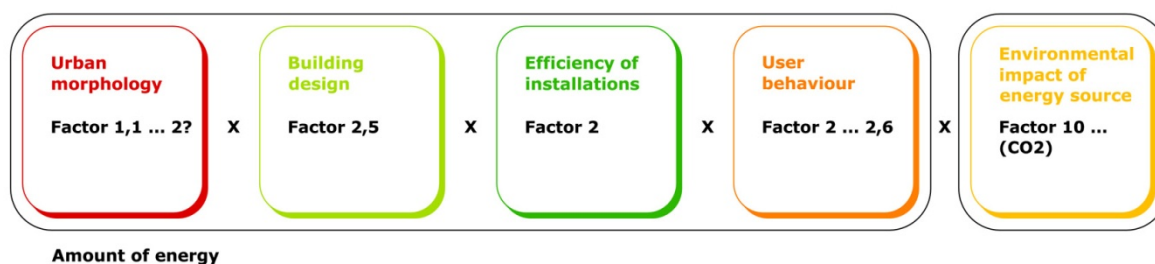 Urban
morphology
Factor 1,1 ... 2?
X
Building
design
Factor 2,5
X
Efficiency of
installations
Factor 2
X
User
behaviour
Factor 2 ... 2,6
X
Environmental
impact of
energy source
Factor 10 ...
(CO2)
Amount of energy